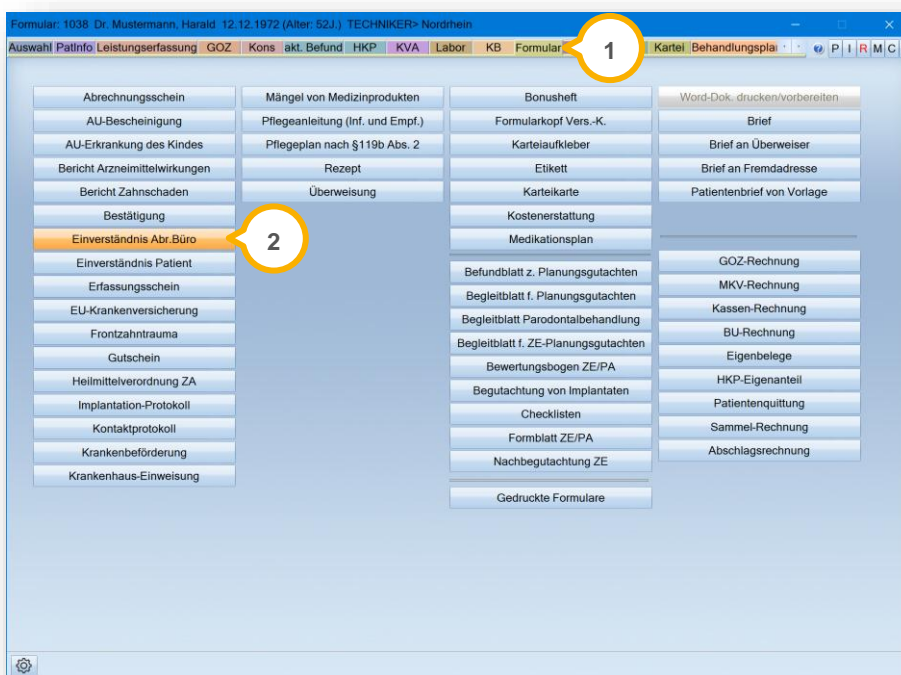 Formular: 1038 Dr. Mustermann, Harald 12.12.1972 (Alter: 52J.) TECHNIKER> Nordrhein
Auswahl PatInfo Leistungserfassung GOZ Kons akt. Befund HKP KVA Labor KB Formular 1 Kartei Behandlungsplai P I R M C
Abrechnungsschein
AU-Bescheinigung
AU-Erkrankung des Kindes
Bericht Arzneimittelwirkungen
Bericht Zahnschaden
Bestätigung
Einverständnis Abr.Büro 2
Einverständnis Patient
Erfassungsschein
EU-Krankenversicherung
Frontzahntrauma
Gutschein
Heilmittelverordnung ZA
Implantation-Protokoll
Kontaktprotokoll
Krankenbeförderung
Krankenhaus-Einweisung
Mängel von Medizinprodukten
Pflegeanleitung (Inf. und Empf.)
Pflegeplan nach §119b Abs. 2
Rezept
Überweisung
Bonusheft
Formularkopf Vers.-K.
Karteiaufkleber
Etikett
Karteikarte
Kostenerstattung
Medikationsplan
Befundblatt z. Planungsgutachten
Begleitblatt f. Planungsgutachten
Begleitblatt Parodontalbehandlung
Begleitblatt f. ZE-Planungsgutachten
Bewertungsbogen ZE/PA
Begutachtung von Implantaten
Checklisten
Formblatt ZE/PA
Nachbegutachtung ZE
Gedruckte Formulare
Word-Dok. drucken/vorbereiten
Brief
Brief an Überweiser
Brief an Fremdadresse
Patientenbrief von Vorlage
GOZ-Rechnung
MKV-Rechnung
Kassen-Rechnung
BU-Rechnung
Eigenbelege
HKP-Eigenanteil
Patientenquittung
Sammel-Rechnung
Abschlagsrechnung